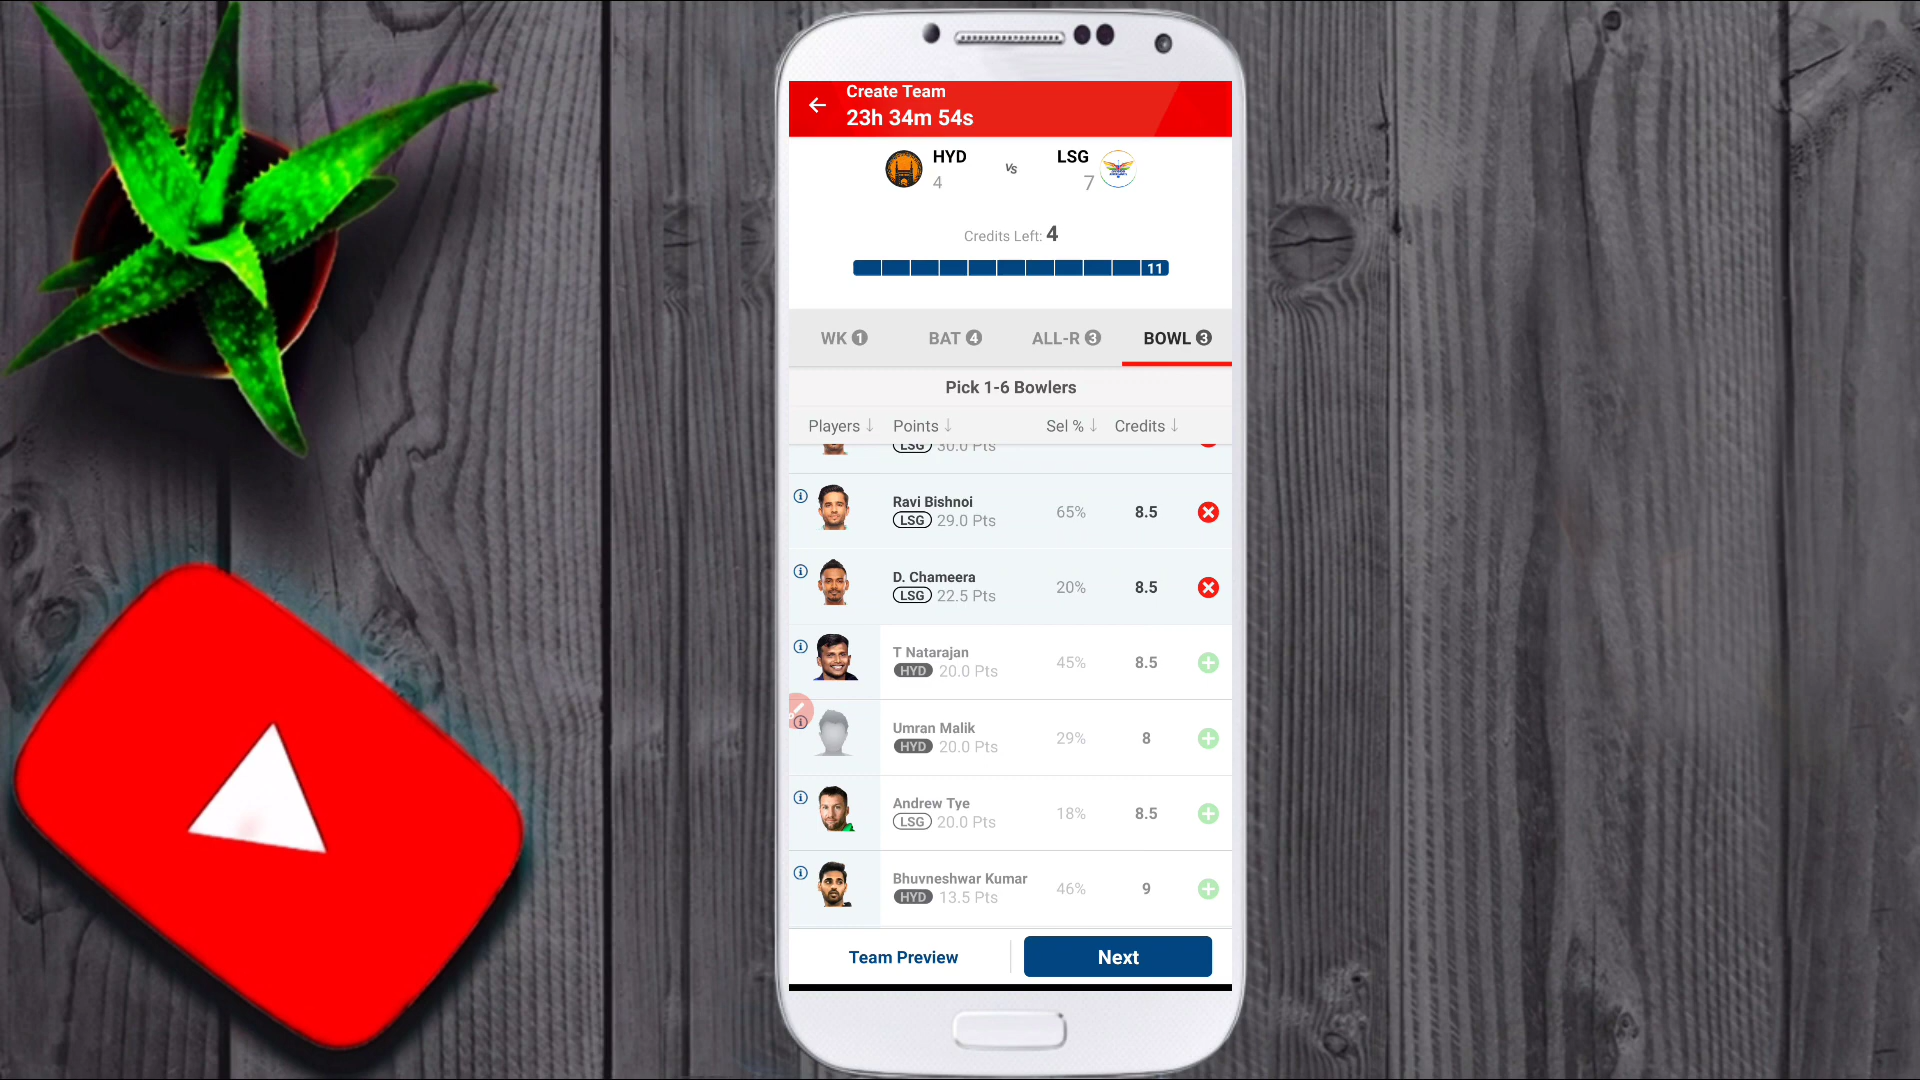 Create Team
23h 34m 54s
HYD vs LSG
4 7
Credits Left: 4
11
WK 1 BAT 4 ALL-R 3 BOWL 3
Pick 1-6 Bowlers
Players ↓ Points ↓ Sel % ↓ Credits ↓
LSG 30.0 Pts
Ravi Bishnoi
LSG 29.0 Pts 65% 8.5
D. Chameera
LSG 22.5 Pts 20% 8.5
T Natarajan
HYD 20.0 Pts 45% 8.5
Umran Malik
HYD 20.0 Pts 29% 8
Andrew Tye
LSG 20.0 Pts 18% 8.5
Bhuvneshwar Kumar
HYD 13.5 Pts 46% 9
Team Preview Next